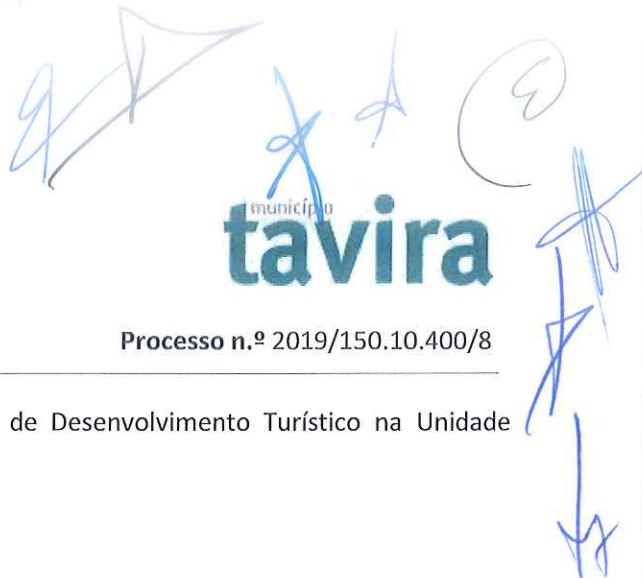 município
tavira
Processo n.º 2019/150.10.400/8
de Desenvolvimento Turístico na Unidade